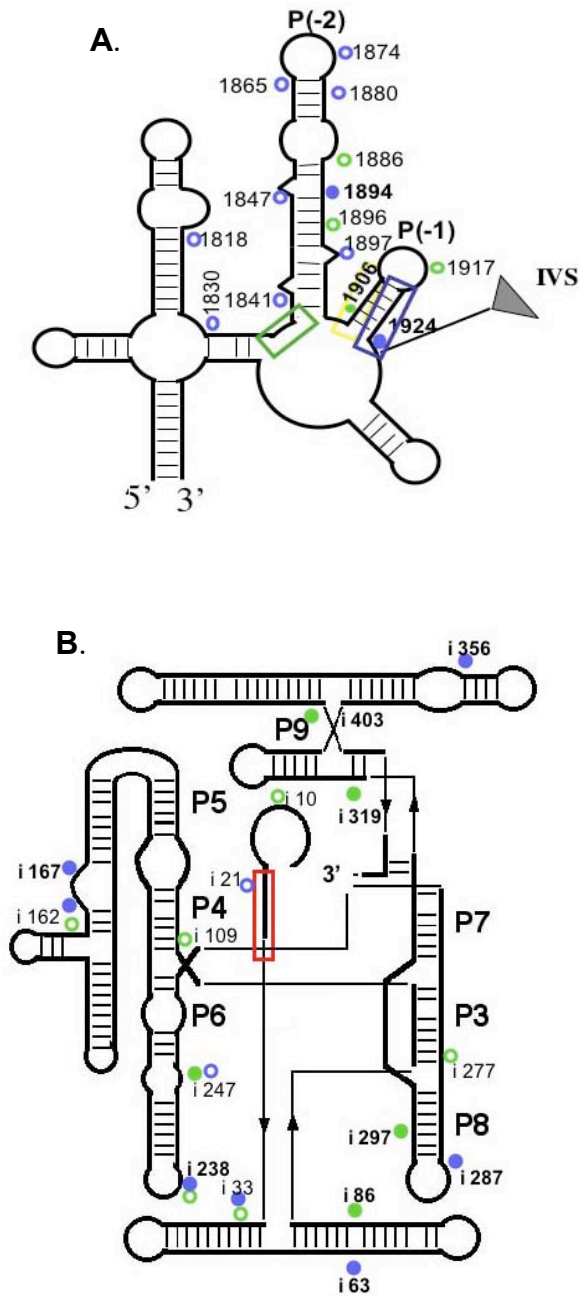 A.
P(-2)
1874
1865
1880
1886
1847
1894
1896
P(-1)
1818
1897
1917
IVS
1906
1830
1841
1924
5’ 3’
B.
i 356
P9
i 403
P5
i 10
i 319
i 167
i 21
3’
i 162
P4
P7
i 109
P6
P3
i 277
i 247
i 297
P8
i 238
i 33
i 287
i 86
i 63